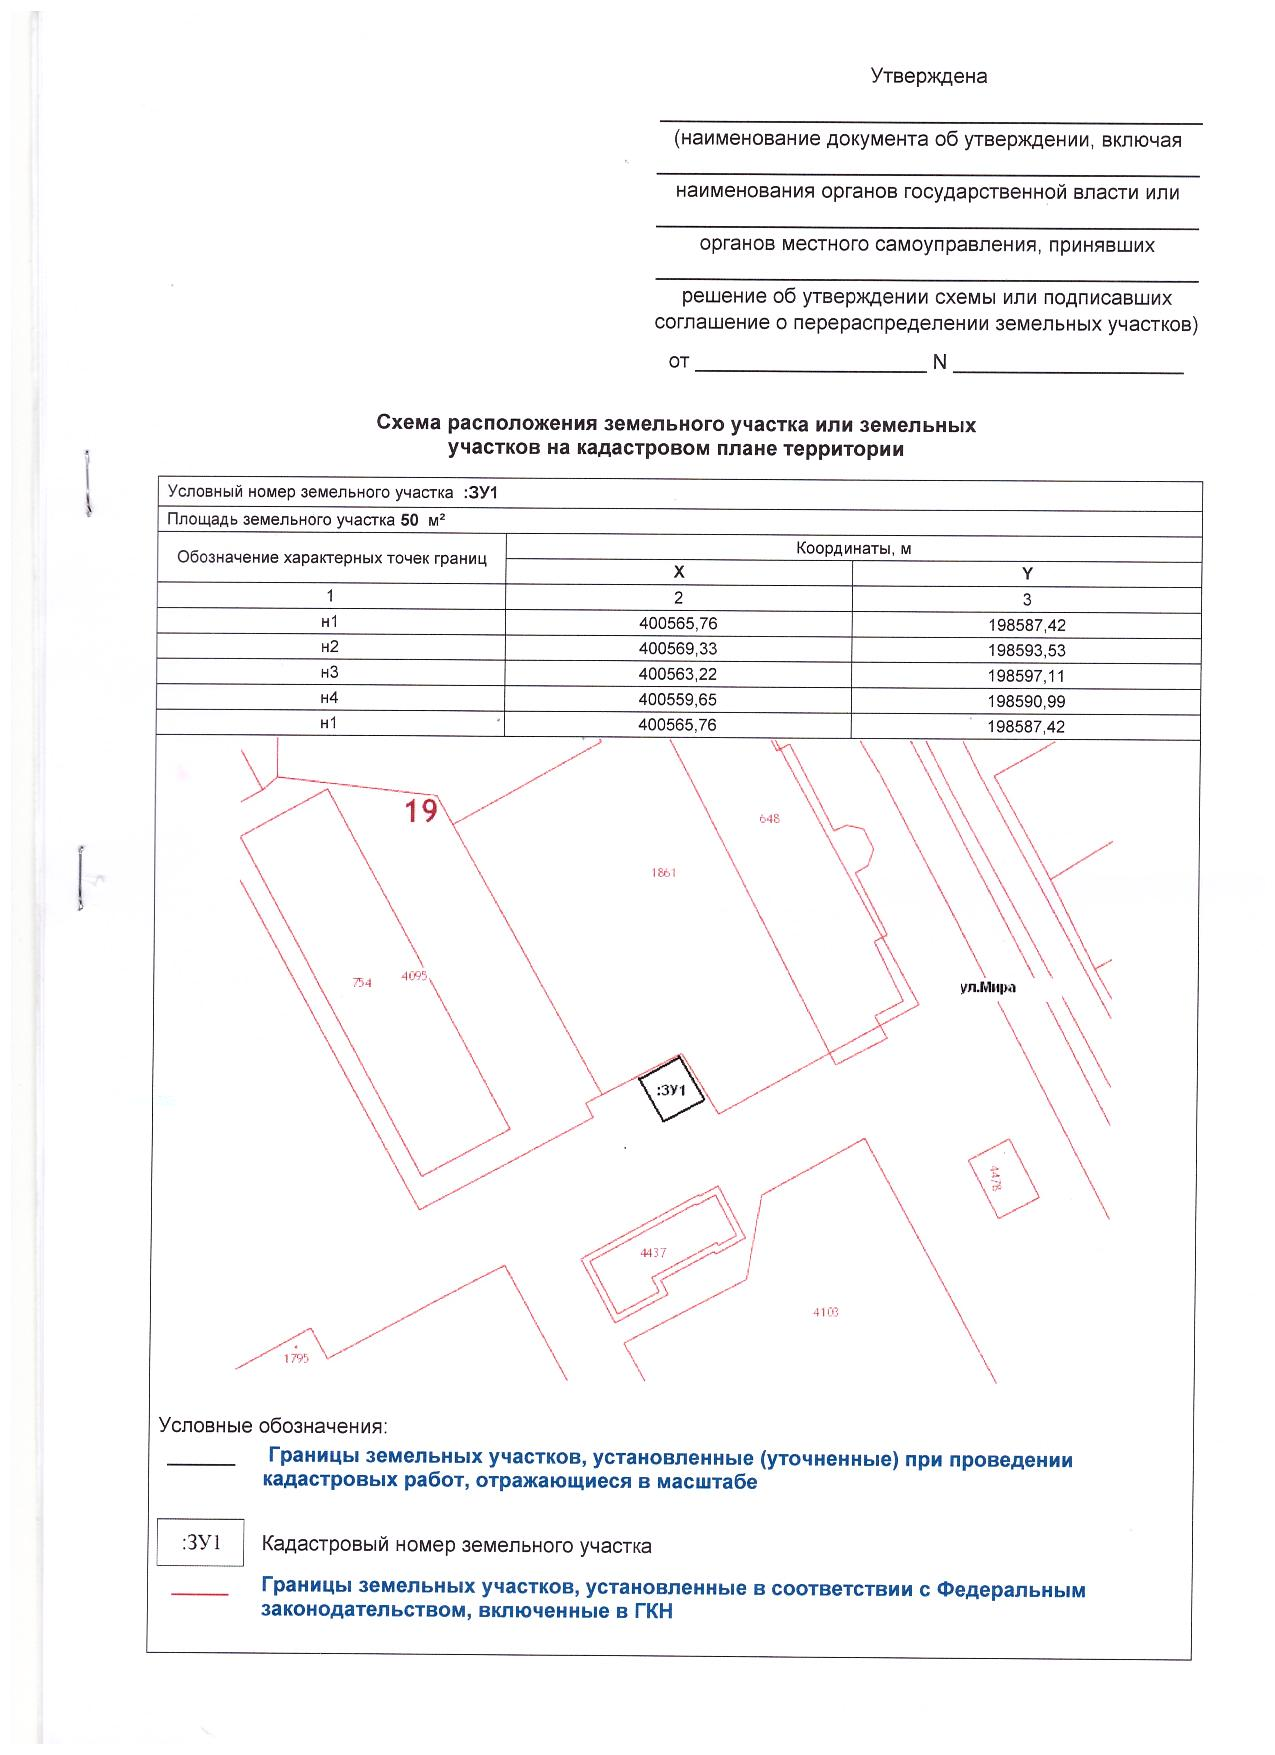 Утверждена
(наименование документа об утверждении, включая
наименования органов государственной власти или
органов местного самоуправления, принявших
решение об утверждении схемы или подписавших
соглашение о перераспределении земельных участков)
от ____________________ N ____________________
Схема расположения земельного участка или земельных
участков на кадастровом плане территории
Условный номер земельного участка :ЗУ1
Площадь земельного участка 50 м²
Обозначение характерных точек границ Координаты, м
X Y
1 2 3
н1 400565,76 198587,42
н2 400569,33 198593,53
н3 400563,22 198597,11
н4 400559,65 198590,99
н1 400565,76 198587,42
19
648
1861
754
4095
ул.Мира
:ЗУ1
4478
4437
4103
1795
Условные обозначения:
Границы земельных участков, установленные (уточненные) при проведении
кадастровых работ, отражающиеся в масштабе
:ЗУ1 Кадастровый номер земельного участка
Границы земельных участков, установленные в соответствии с Федеральным
законодательством, включенные в ГКН